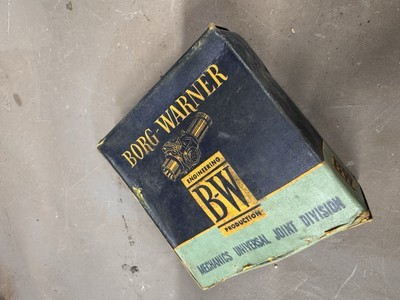 BORG-WARNER
ENGINEERING
B-W
PRODUCTION
MECHANICS UNIVERSAL JOINT DIVISION